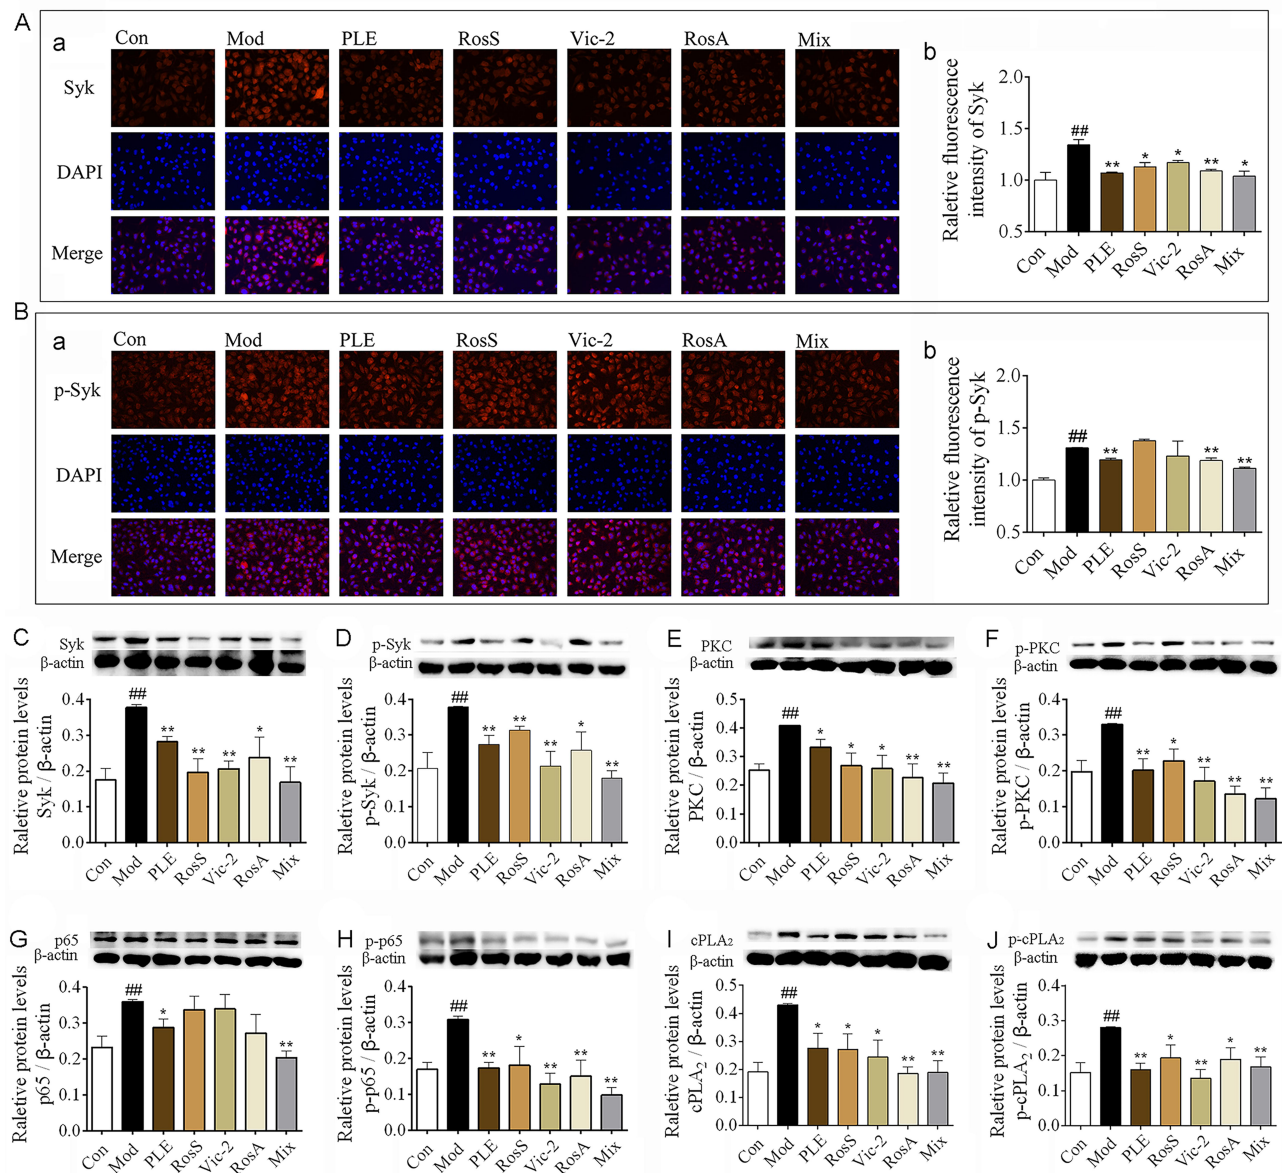 A
a
Con Mod PLE RosS Vic-2 RosA Mix
Syk
DAPI
Merge
b
Raletive fluorescence
intensity of Syk
2.0
1.5
1.0
0.5
## ** * * ** *
Con Mod PLE RosS Vic-2 RosA Mix
B
a
Con Mod PLE RosS Vic-2 RosA Mix
p-Syk
DAPI
Merge
b
Raletive fluorescence
intensity of p-Syk
2.0
1.5
1.0
0.5
## ** ** **
Con Mod PLE RosS Vic-2 RosA Mix
C
Syk
β-actin
Raletive protein levels
Syk / β-actin
0.4
0.3
0.2
0.1
0.0
## ** ** ** * **
Con Mod PLE RosS Vic-2 RosA Mix
D
p-Syk
β-actin
Raletive protein levels
p-Syk / β-actin
0.4
0.3
0.2
0.1
0.0
## ** ** ** * **
Con Mod PLE RosS Vic-2 RosA Mix
E
PKC
β-actin
Raletive protein levels
PKC / β-actin
0.5
0.4
0.3
0.2
0.1
0.0
## * * * ** **
Con Mod PLE RosS Vic-2 RosA Mix
F
p-PKC
β-actin
Raletive protein levels
p-PKC / β-actin
0.4
0.3
0.2
0.1
0.0
## ** * ** ** **
Con Mod PLE RosS Vic-2 RosA Mix
G
p65
β-actin
Raletive protein levels
p65 / β-actin
0.4
0.3
0.2
0.1
0.0
## * **
Con Mod PLE RosS Vic-2 RosA Mix
H
p-p65
β-actin
Raletive protein levels
p-p65 / β-actin
0.4
0.3
0.2
0.1
0.0
## ** * ** ** **
Con Mod PLE RosS Vic-2 RosA Mix
I
cPLA₂
β-actin
Raletive protein levels
cPLA₂ / β-actin
0.5
0.4
0.3
0.2
0.1
0.0
## * * * ** **
Con Mod PLE RosS Vic-2 RosA Mix
J
p-cPLA₂
β-actin
Raletive protein levels
p-cPLA₂ / β-actin
0.4
0.3
0.2
0.1
0.0
## ** * ** * **
Con Mod PLE RosS Vic-2 RosA Mix